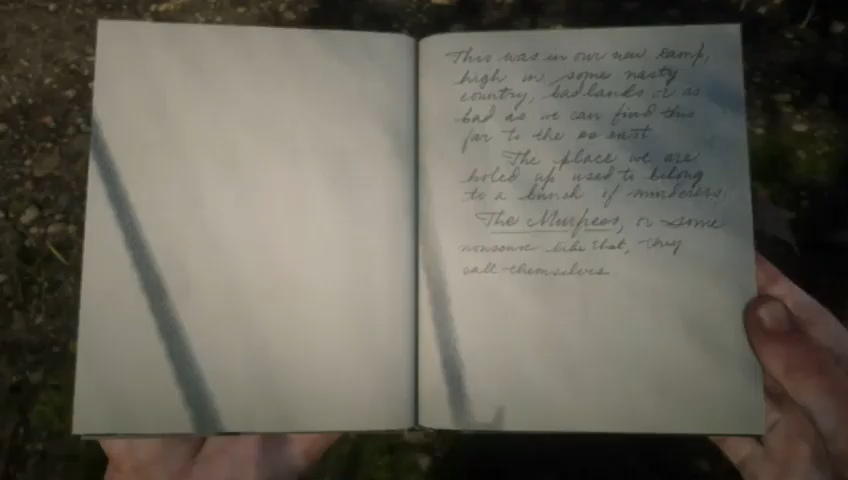 This was in our new camp,
high in some nasty
country, badlands or as
bad as we can find this
far to the east
The place we are
holed up used to belong
to a bunch of murderers.
The Murfrees, or some
nonsense like that, they
call themselves.